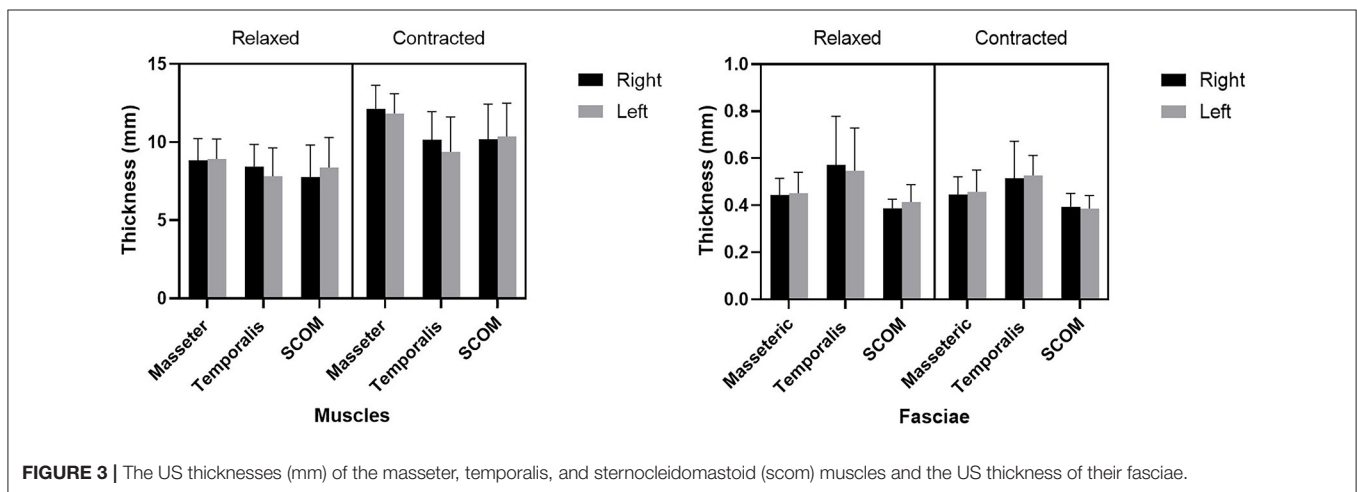 Relaxed Contracted
15
10
5
0
Thickness (mm)
Masseter
Temporalis
SCOM
Masseter
Temporalis
SCOM
Muscles
Right
Left
Relaxed Contracted
1.0
0.8
0.6
0.4
0.2
0.0
Thickness (mm)
Masseteric
Temporalis
SCOM
Masseteric
Temporalis
SCOM
Fasciae
Right
Left
FIGURE 3 | The US thicknesses (mm) of the masseter, temporalis, and sternocleidomastoid (scom) muscles and the US thickness of their fasciae.